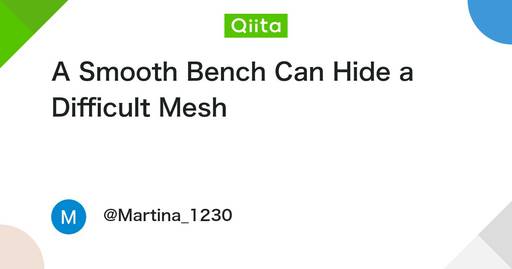 Qiita
A Smooth Bench Can Hide a
Difficult Mesh
M
@Martina_1230